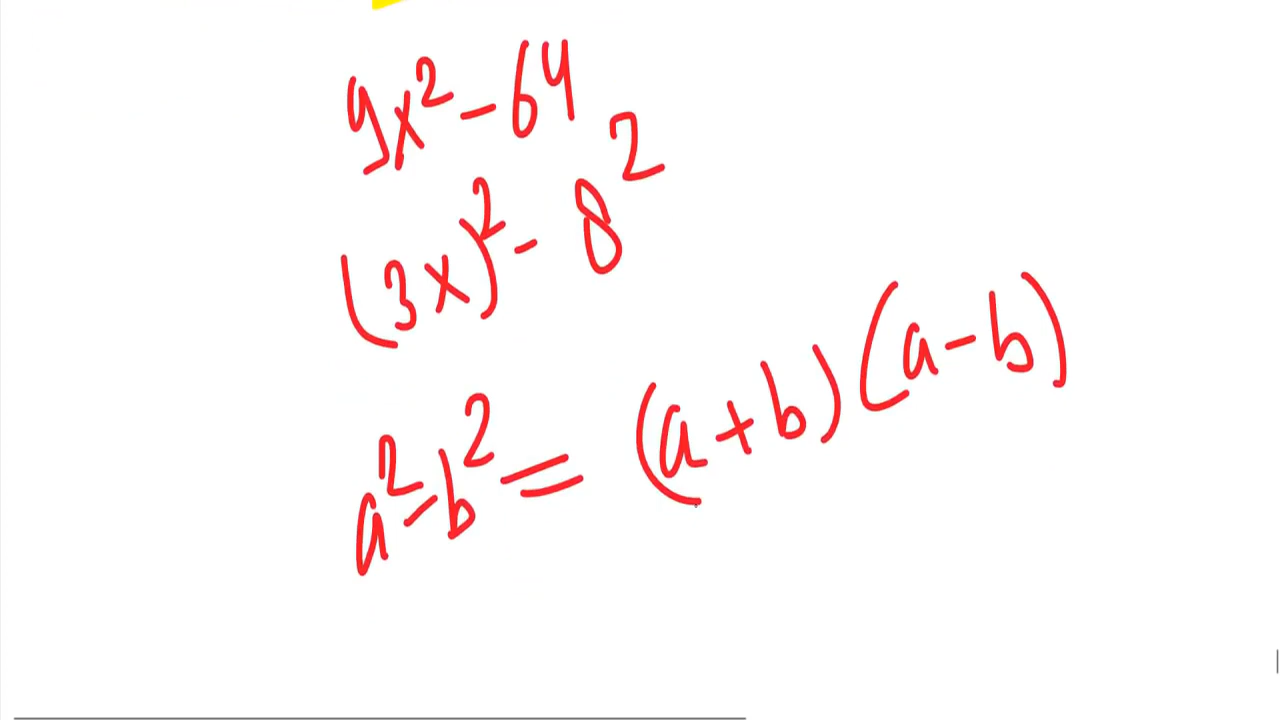 9x² - 64
(3x)² - 8²
a² - b² = (a + b)(a - b)